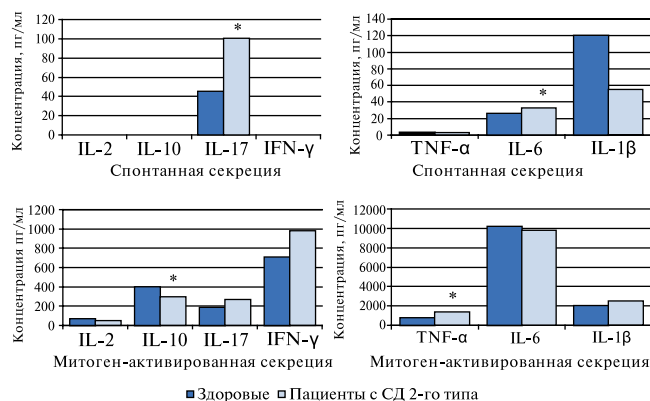 Концентрация, пг/мл
120
100
80
60
40
20
0
*
IL-2 IL-10 IL-17 IFN-γ
Спонтанная секреция
Концентрация, пг/мл
140
120
100
80
60
40
20
0
*
TNF-α IL-6 IL-1β
Спонтанная секреция
Концентрация пг/мл
1200
1000
800
600
400
200
0
*
IL-2 IL-10 IL-17 IFN-γ
Митоген-активированная секреция
Концентрация, пг/мл
12000
10000
8000
6000
4000
2000
0
*
TNF-α IL-6 IL-1β
Митоген-активированная секреция
Здоровые Пациенты с СД 2-го типа